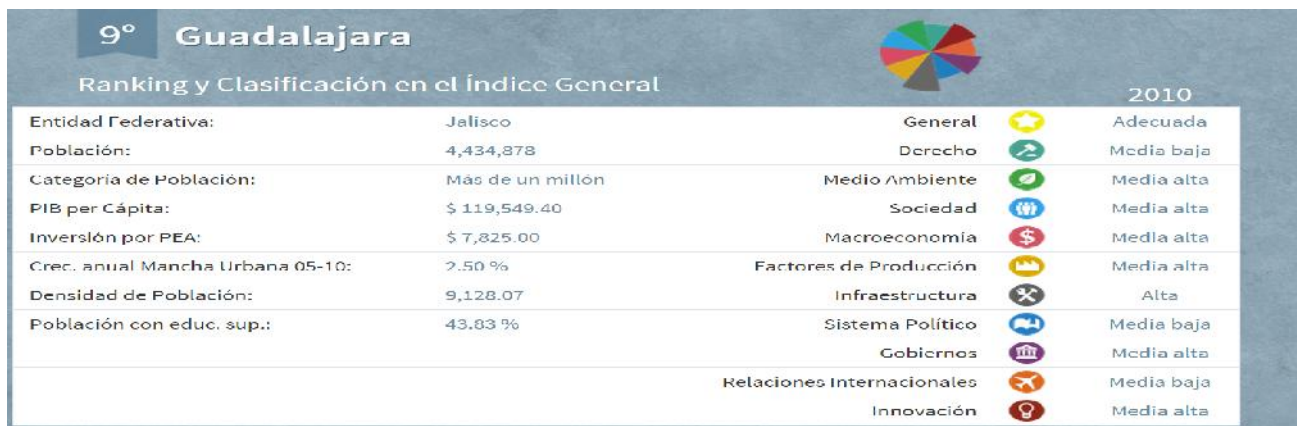 9° Guadalajara
Ranking y Clasificación en el Índice General
2010
Entidad Federativa: Jalisco General Adecuada
Población: 4,434,878 Derecho Media baja
Categoría de Población: Más de un millón Medio Ambiente Media alta
PIB per Cápita: $ 119,549.40 Sociedad Media alta
Inversión por PEA: $ 7,825.00 Macroeconomía Media alta
Crec. anual Mancha Urbana 05-10: 2.50 % Factores de Producción Media alta
Densidad de Población: 9,128.07 Infraestructura Alta
Población con educ. sup.: 43.83 % Sistema Político Media baja
Gobiernos Media alta
Relaciones Internacionales Media baja
Innovación Media alta